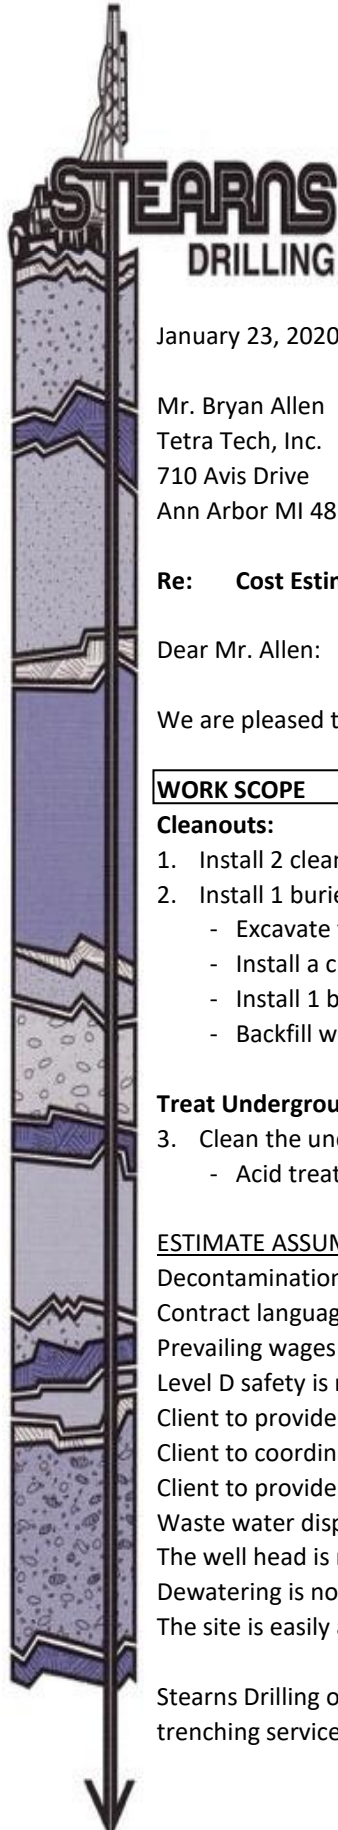 STEARNS
DRILLING
January 23, 2020
Mr. Bryan Allen
Tetra Tech, Inc.
710 Avis Drive
Ann Arbor MI 48
Re: Cost Estir
Dear Mr. Allen:
We are pleased t
WORK SCOPE
Cleanouts:
1. Install 2 clear
2. Install 1 burie
- Excavate
- Install a c
- Install 1 b
- Backfill w
Treat Undergrou
3. Clean the und
- Acid treat
ESTIMATE ASSUM
Decontamination
Contract languag
Prevailing wages
Level D safety is r
Client to provide
Client to coordin
Client to provide
Waste water disp
The well head is r
Dewatering is no
The site is easily a
Stearns Drilling o
trenching service